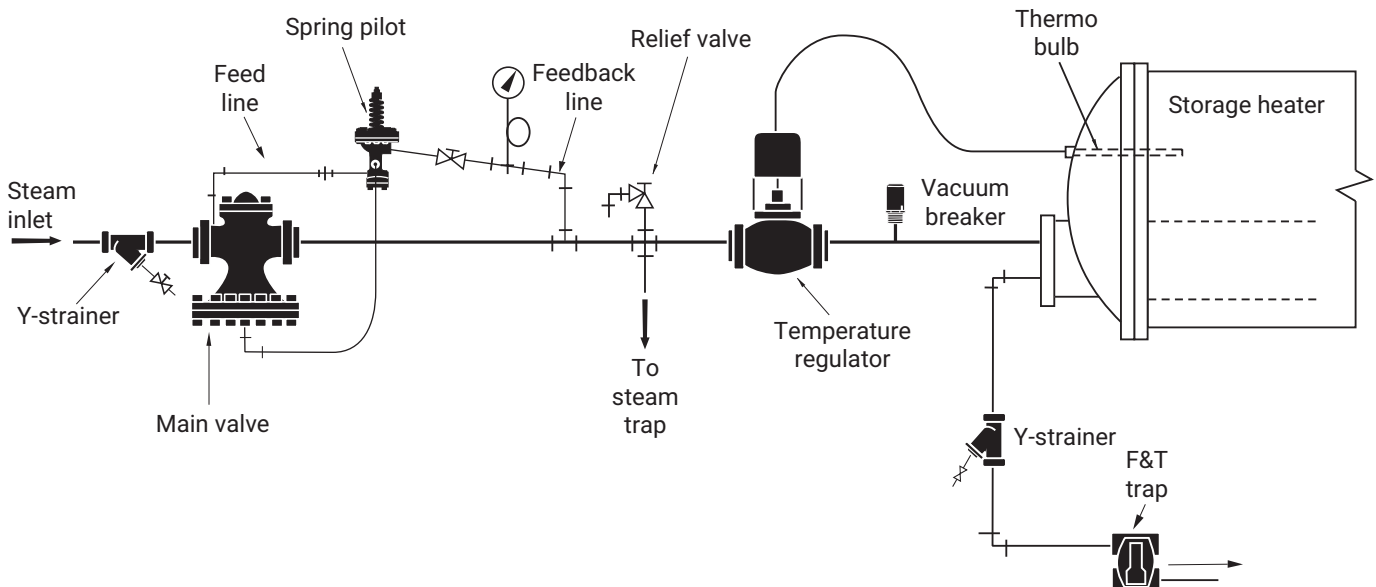 Spring pilot
Relief valve
Thermo
bulb
Feed
line
Feedback
line
Storage heater
Steam
inlet
Vacuum
breaker
Y-strainer
Temperature
regulator
To
steam
trap
Main valve
Y-strainer
F&T
trap